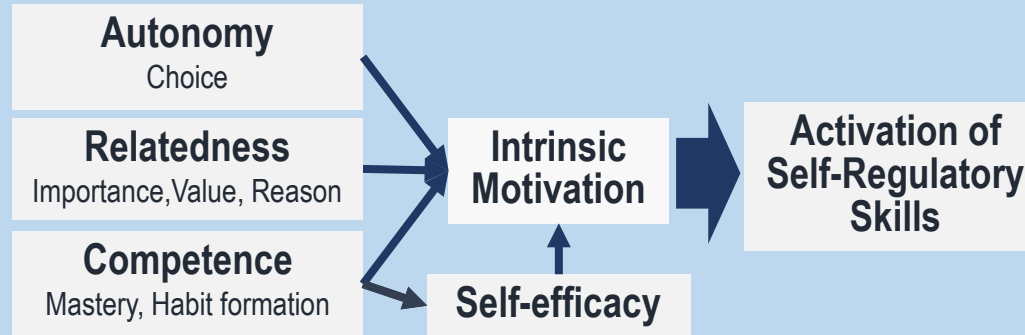 Autonomy
Choice
Relatedness
Importance,Value, Reason
Competence
Mastery, Habit formation
Intrinsic
Motivation
Self-efficacy
Activation of
Self-Regulatory
Skills